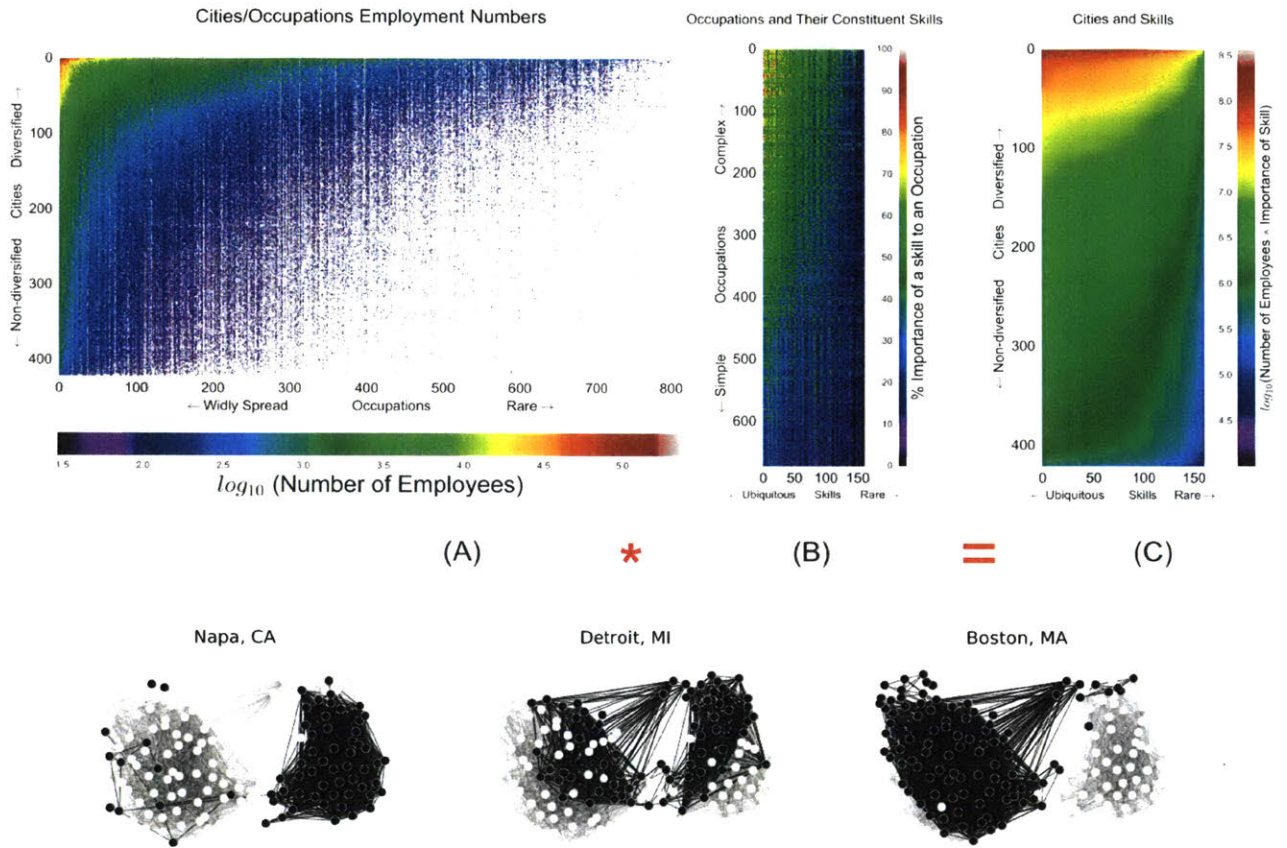 Cities/Occupations Employment Numbers
0
100
200
300
400
← Non-diversified Cities Diversified →
0 100 200 300 400 500 600 700 800
← Widly Spread Occupations Rare →
1.5 2.0 2.5 3.0 3.5 4.0 4.5 5.0
log₁₀ (Number of Employees)
Occupations and Their Constituent Skills
0
100
200
300
400
500
600
← Simple Occupations Complex →
0 50 100 150
← Ubiquitous Skills Rare →
100
90
80
70
60
50
40
30
20
10
0
% Importance of a skill to an Occupation
Cities and Skills
0
100
200
300
400
← Non-diversified Cities Diversified →
0 50 100 150
← Ubiquitous Skills Rare →
8.5
8.0
7.5
7.0
6.5
6.0
5.5
5.0
4.5
log₁₀(Number of Employees * Importance of Skill)
(A) * (B) = (C)
Napa, CA
Detroit, MI
Boston, MA